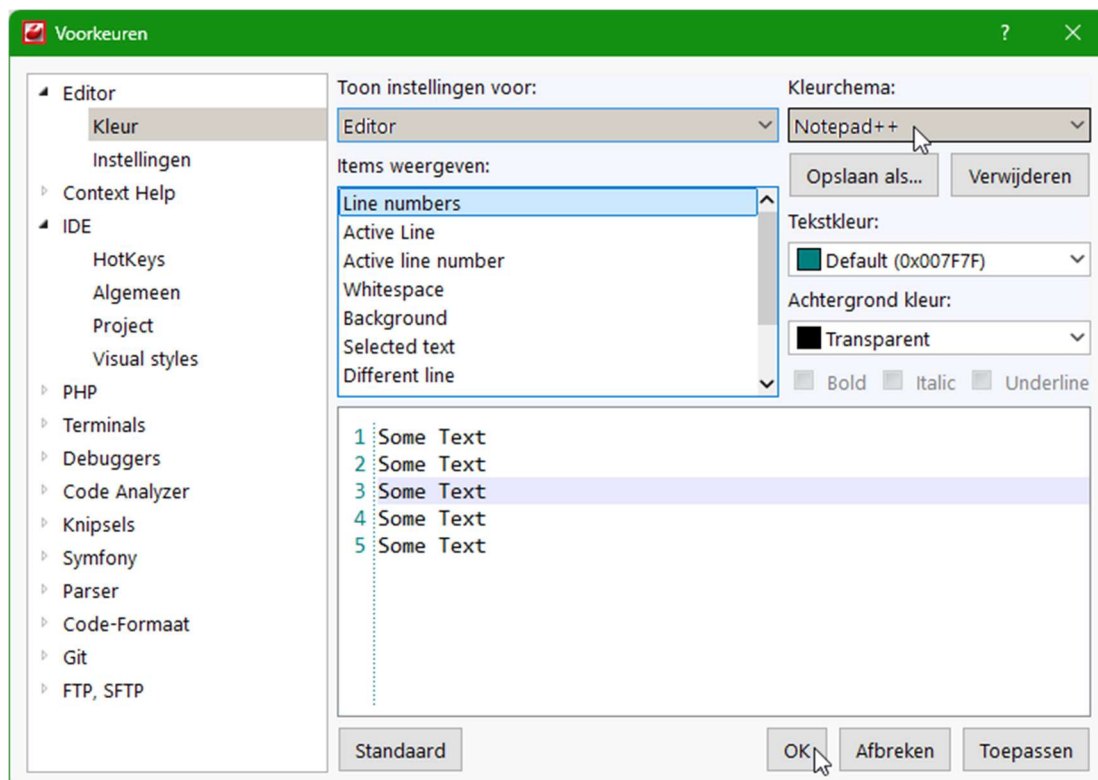 Voorkeuren
?
Editor
Kleur
Instellingen
Context Help
IDE
HotKeys
Algemeen
Project
Visual styles
PHP
Terminals
Debuggers
Code Analyzer
Knipsels
Symfony
Parser
Code-Formaat
Git
FTP, SFTP
Toon instellingen voor:
Editor
Items weergeven:
Line numbers
Active Line
Active line number
Whitespace
Background
Selected text
Different line
Kleurchema:
Notepad++
Opslaan als... Verwijderen
Tekstkleur:
Default (0x007F7F)
Achtergrond kleur:
Transparent
Bold Italic Underline
1 Some Text
2 Some Text
3 Some Text
4 Some Text
5 Some Text
Standaard OK Afbreken Toepassen